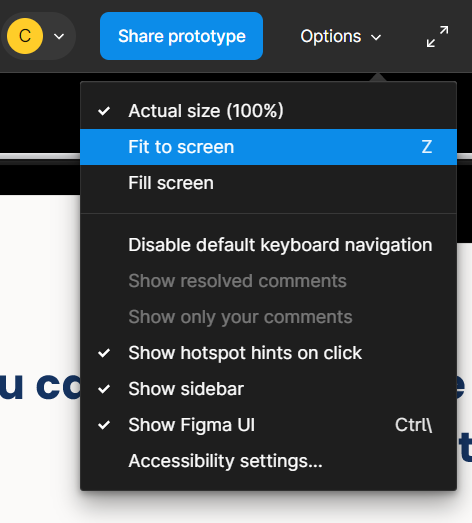 C
Share prototype
Options
Actual size (100%)
Fit to screen Z
Fill screen
Disable default keyboard navigation
Show resolved comments
Show only your comments
Show hotspot hints on click
Show sidebar
Show Figma UI Ctrl\
Accessibility settings...